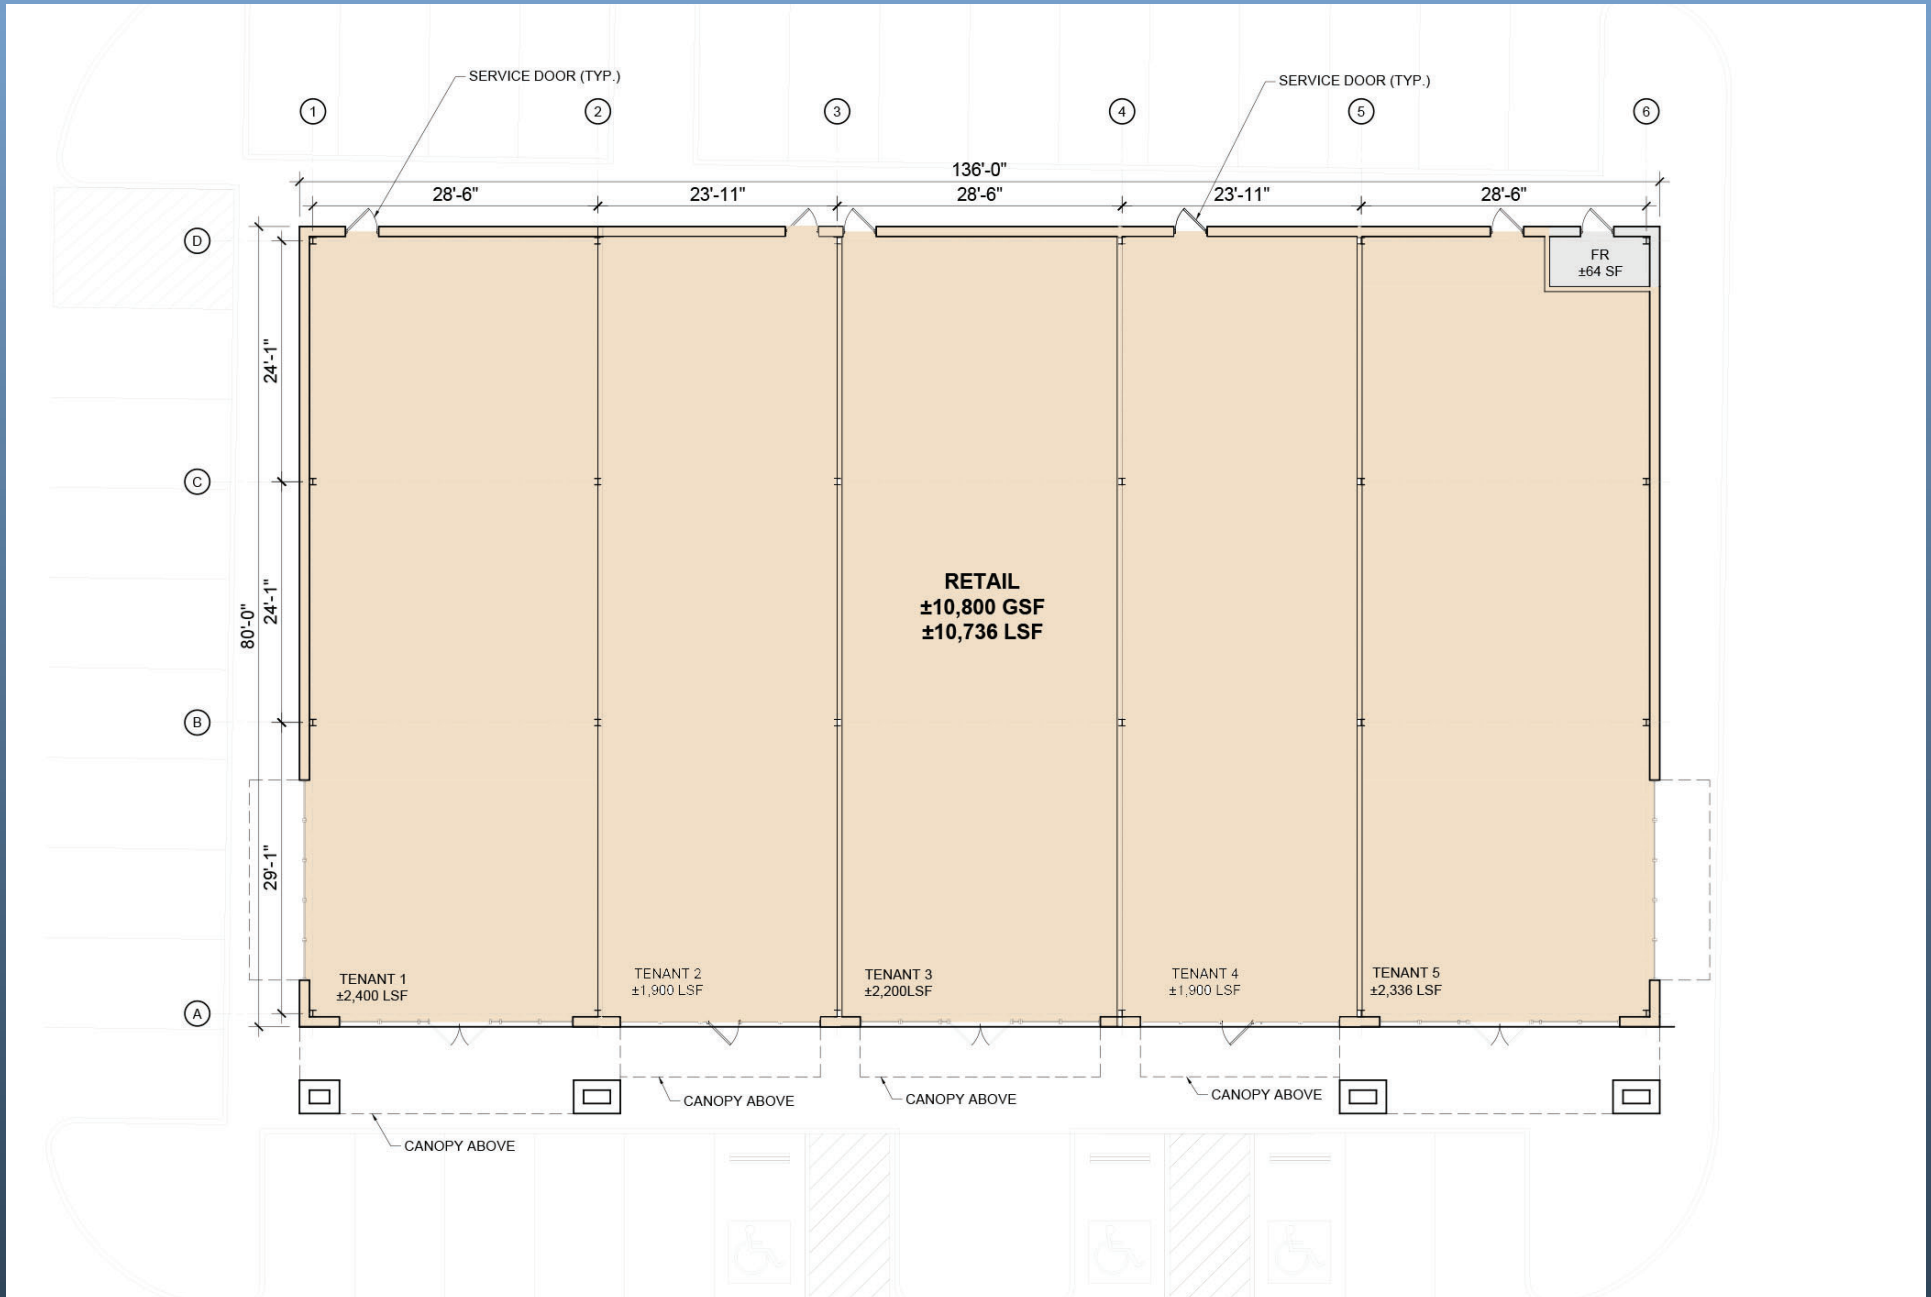 SERVICE DOOR (TYP.)
SERVICE DOOR (TYP.)
1
2
3
4
5
6
136'-0"
28'-6"
23'-11"
28'-6"
23'-11"
28'-6"
D
FR
±64 SF
24'-1"
C
RETAIL
±10,800 GSF
±10,736 LSF
24'-1"
80'-0"
B
29'-1"
TENANT 1
±2,400 LSF
TENANT 2
±1,900 LSF
TENANT 3
±2,200LSF
TENANT 4
±1,900 LSF
TENANT 5
±2,336 LSF
A
CANOPY ABOVE
CANOPY ABOVE
CANOPY ABOVE
CANOPY ABOVE